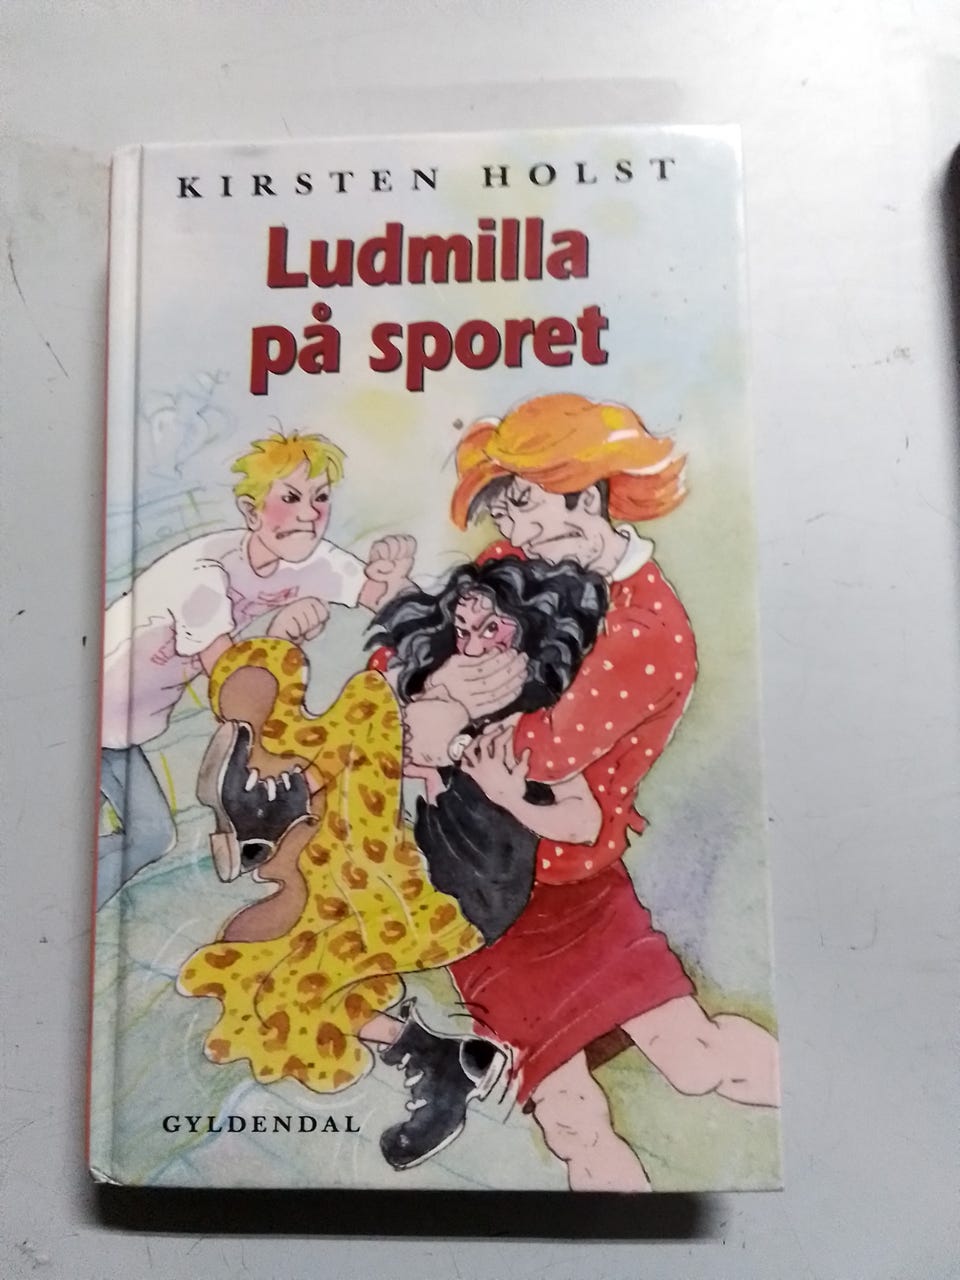 KIRSTEN HOLST
Ludmilla
på sporet
GYLDENDAL